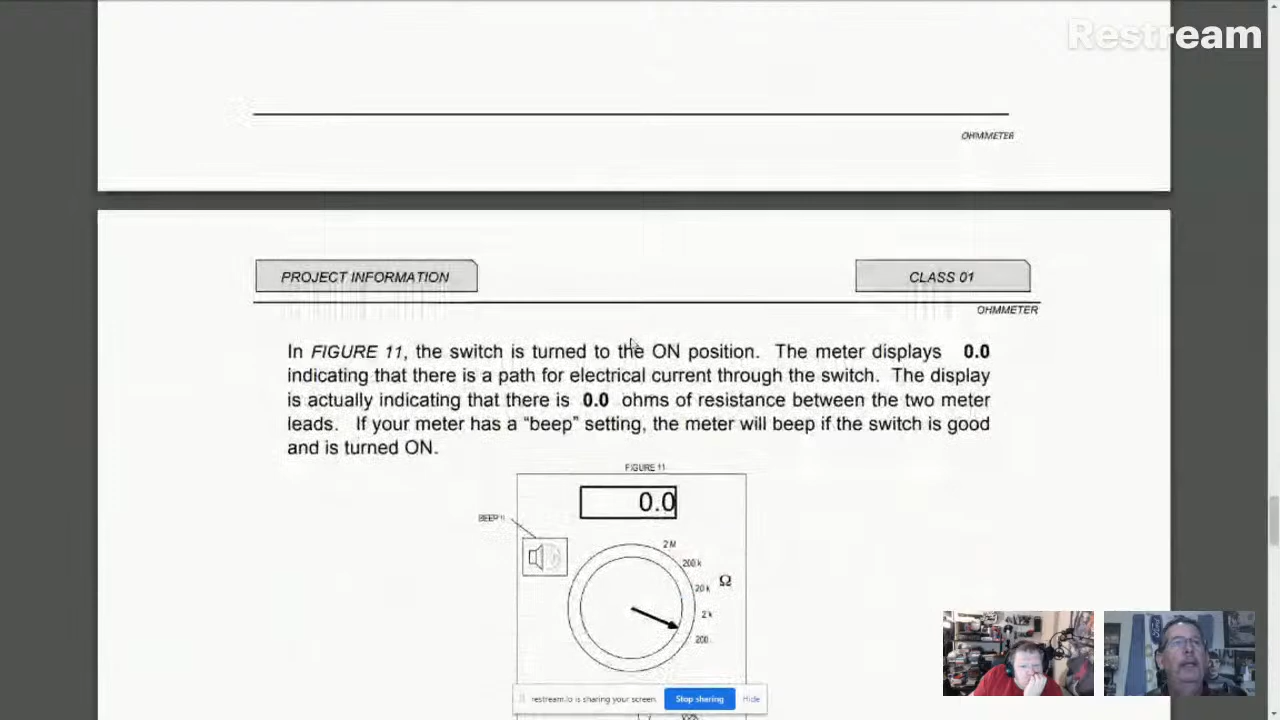 Restream
OHMMETER
PROJECT INFORMATION
CLASS 01
OHMMETER
In FIGURE 11, the switch is turned to the ON position. The meter displays 0.0
indicating that there is a path for electrical current through the switch. The display
is actually indicating that there is 0.0 ohms of resistance between the two meter
leads. If your meter has a “beep” setting, the meter will beep if the switch is good
and is turned ON.
FIGURE 11
0.0
BEEP !!
2 M
200 k
20 k
Ω
2 k
200
restream.io is sharing your screen.
Stop sharing
Hide